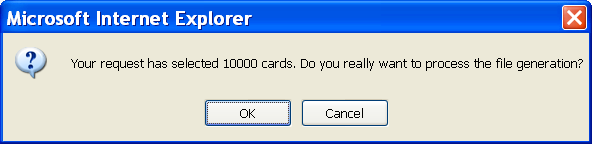 Microsoft Internet Explorer
Your request has selected 10000 cards. Do you really want to process the file generation?
OK Cancel